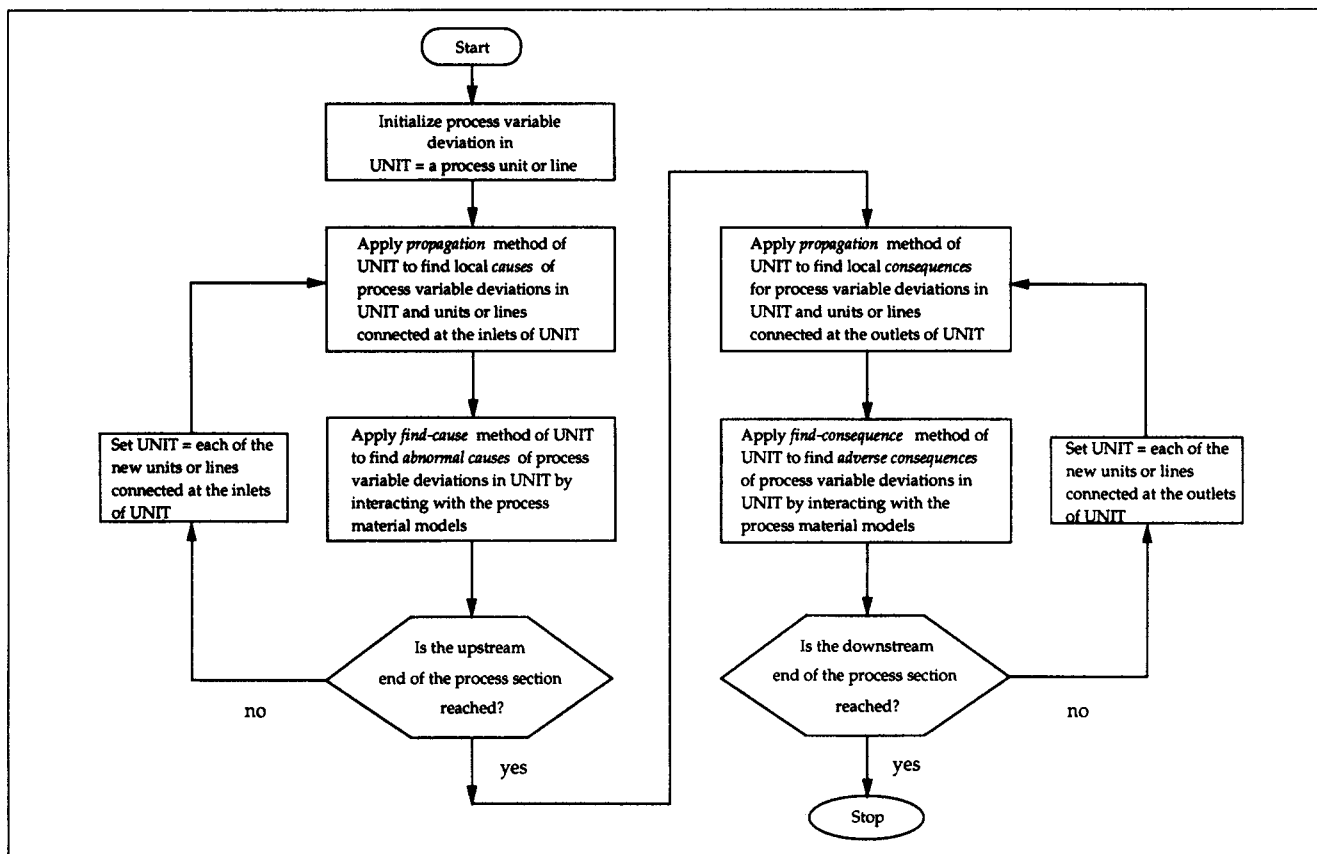 Start
Initialize process variable
deviation in
UNIT = a process unit or line
Apply propagation method of
UNIT to find local causes of
process variable deviations in
UNIT and units or lines
connected at the inlets of UNIT
Apply find-cause method of UNIT
to find abnormal causes of process
variable deviations in UNIT by
interacting with the process
material models
Set UNIT = each of the
new units or lines
connected at the inlets
of UNIT
Is the upstream
end of the process section
reached?
no
yes
Apply propagation method of
UNIT to find local consequences
for process variable deviations in
UNIT and units or lines
connected at the outlets of UNIT
Apply find-consequence method of
UNIT to find adverse consequences
of process variable deviations in
UNIT by interacting with the
process material models
Set UNIT = each of the
new units or lines
connected at the outlets
of UNIT
Is the downstream
end of the process section
reached?
no
yes
Stop